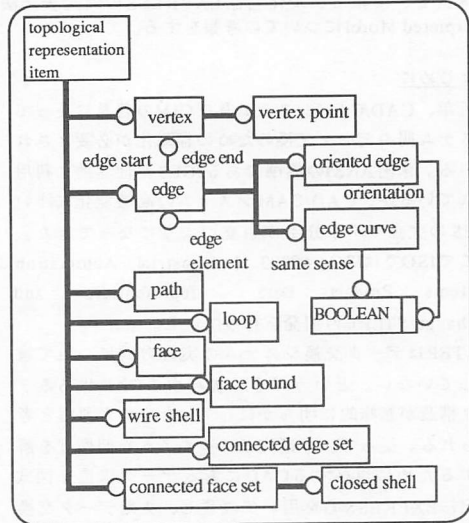 topological
representation
item
vertex
vertex point
edge start
edge end
oriented edge
edge
orientation
edge curve
edge
element
same sense
path
BOOLEAN
loop
face
face bound
wire shell
connected edge set
connected face set
closed shell